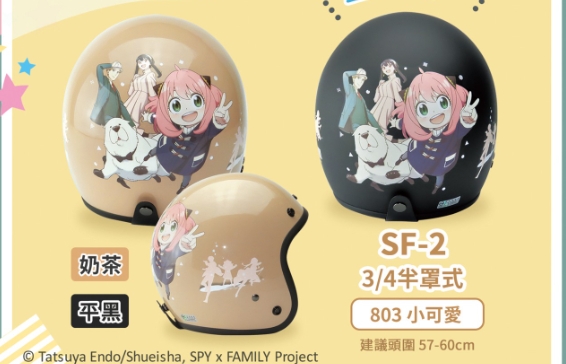 奶茶
平黑
SF-2
3/4半罩式
803 小可愛
建議頭圍 57-60cm
© Tatsuya Endo/Shueisha, SPY x FAMILY Project